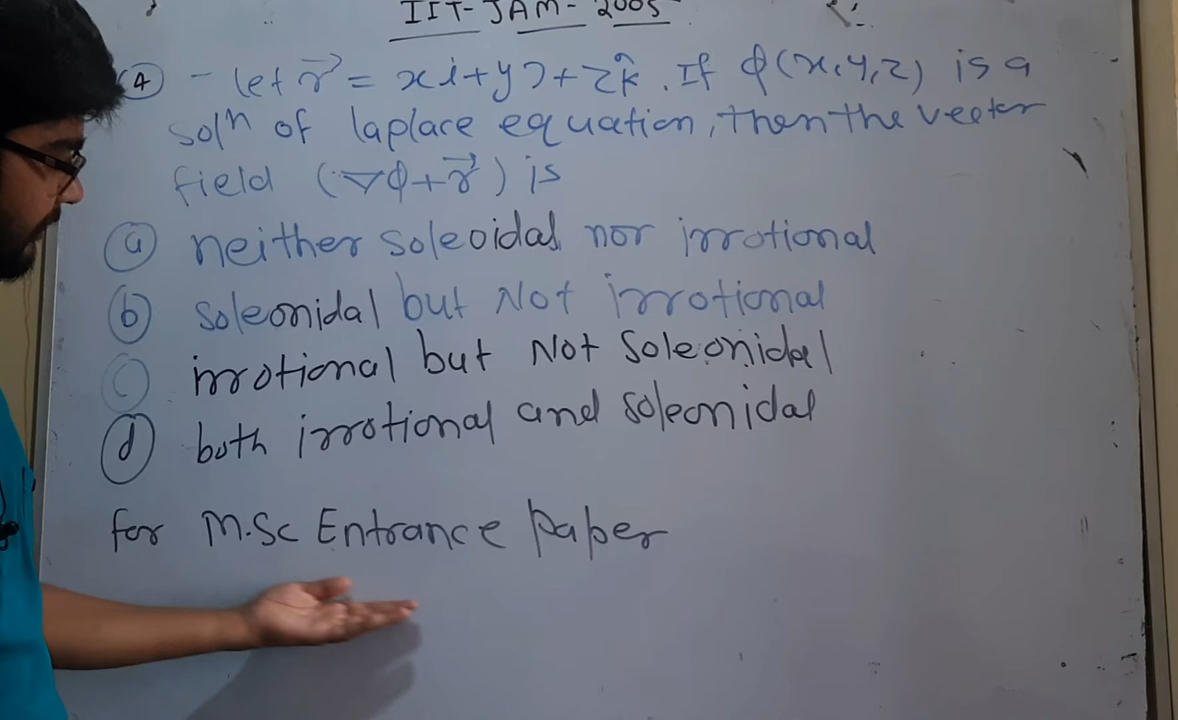 IIT-JAM-2005
④ - let r⃗ = xi+yj+zk̂. If ϕ(x,y,z) is a
solⁿ of laplace equation, then the vector
field (∇ϕ+r⃗) is
ⓐ neither soleoidal nor irrotional
ⓑ soleonidal but Not irrotional
ⓒ irrotional but Not Soleonidal
ⓓ both irrotional and soleonidal
for M.Sc Entrance Paper